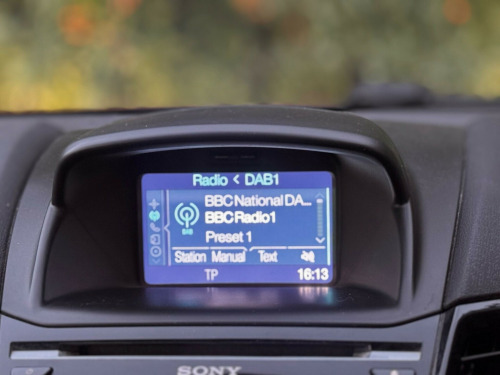 Radio < DAB1
BBC National DA...
BBC Radio1
Preset 1
Station Manual Text
TP 16:13
SONY